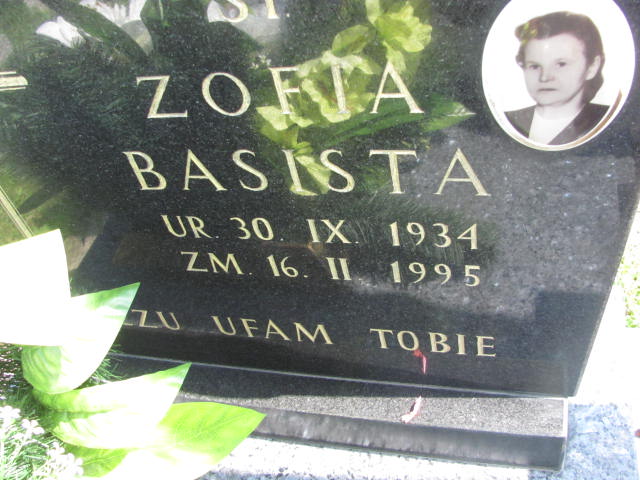 ZOFIA
BASISTA
UR. 30. IX. 1934
ZM. 16. II. 1995
UFAM TOBIE